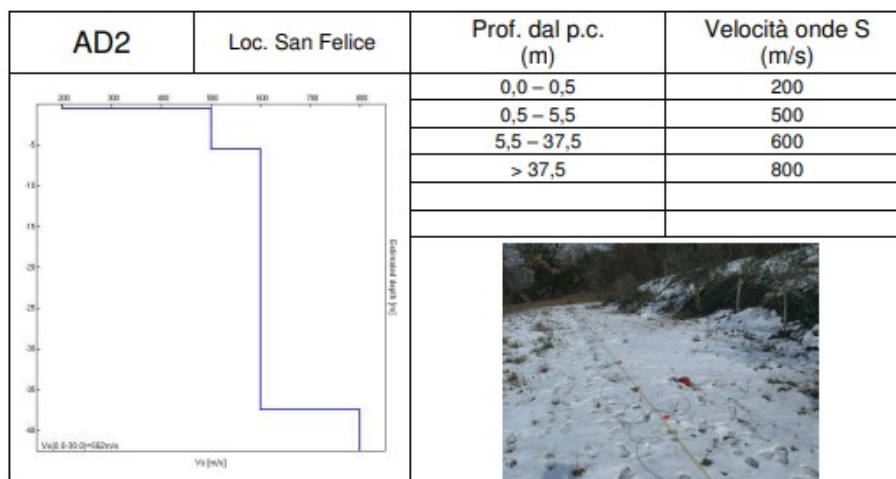 AD2
Loc. San Felice
Prof. dal p.c.
(m)
Velocità onde S
(m/s)
0,0 – 0,5
200
0,5 – 5,5
500
5,5 – 37,5
600
> 37,5
800
200 300 400 500 600 700 800
-5
-10
-15
-20
-25
-30
-35
-40
Estimated depth [m]
Vs(0.0-30.0)=562m/s
Vs [m/s]